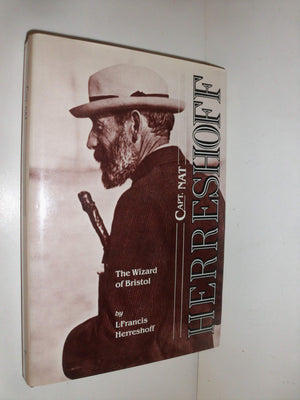 CAPT. NAT
HERRESHOFF
The Wizard
of Bristol
by
L.Francis
Herreshoff